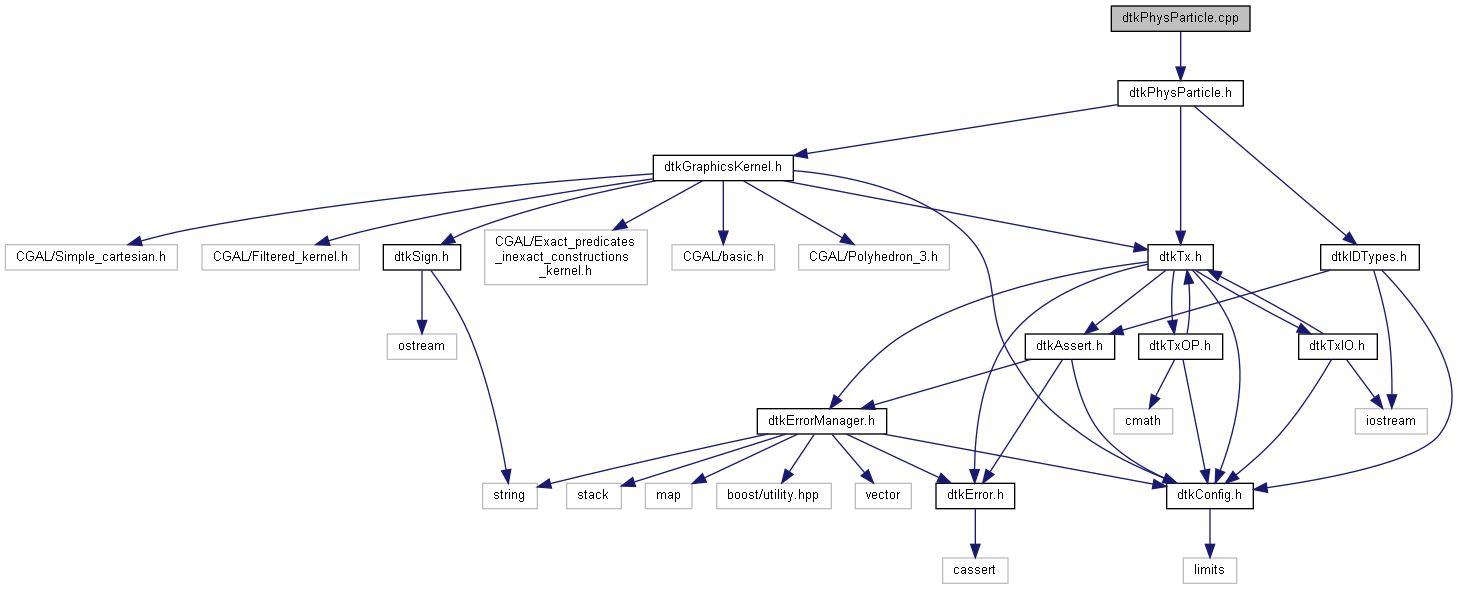 dtkPhysParticle.cpp
dtkPhysParticle.h
dtkGraphicsKernel.h
CGAL/Simple_cartesian.h
CGAL/Filtered_kernel.h
dtkSign.h
CGAL/Exact_predicates
_inexact_constructions
_kernel.h
CGAL/basic.h
CGAL/Polyhedron_3.h
dtkTx.h
dtkIDTypes.h
ostream
dtkAssert.h
dtkTxOP.h
dtkTxIO.h
dtkErrorManager.h
cmath
iostream
string
stack
map
boost/utility.hpp
vector
dtkError.h
dtkConfig.h
cassert
limits